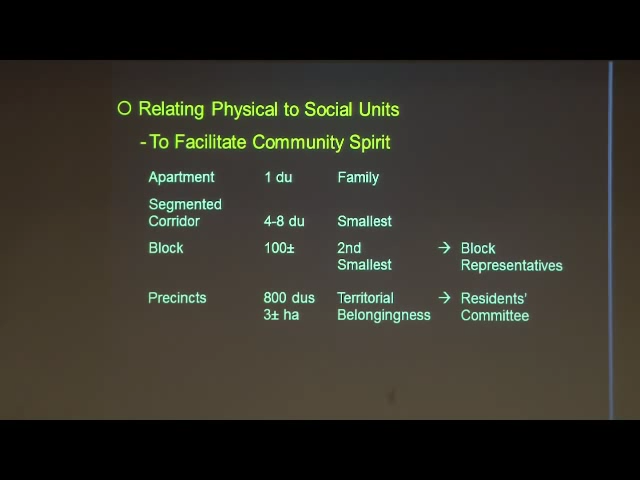 ○ Relating Physical to Social Units
- To Facilitate Community Spirit
Apartment 1 du Family
Segmented
Corridor 4-8 du Smallest
Block 100± 2nd → Block
Smallest Representatives
Precincts 800 dus Territorial → Residents'
3± ha Belongingness Committee